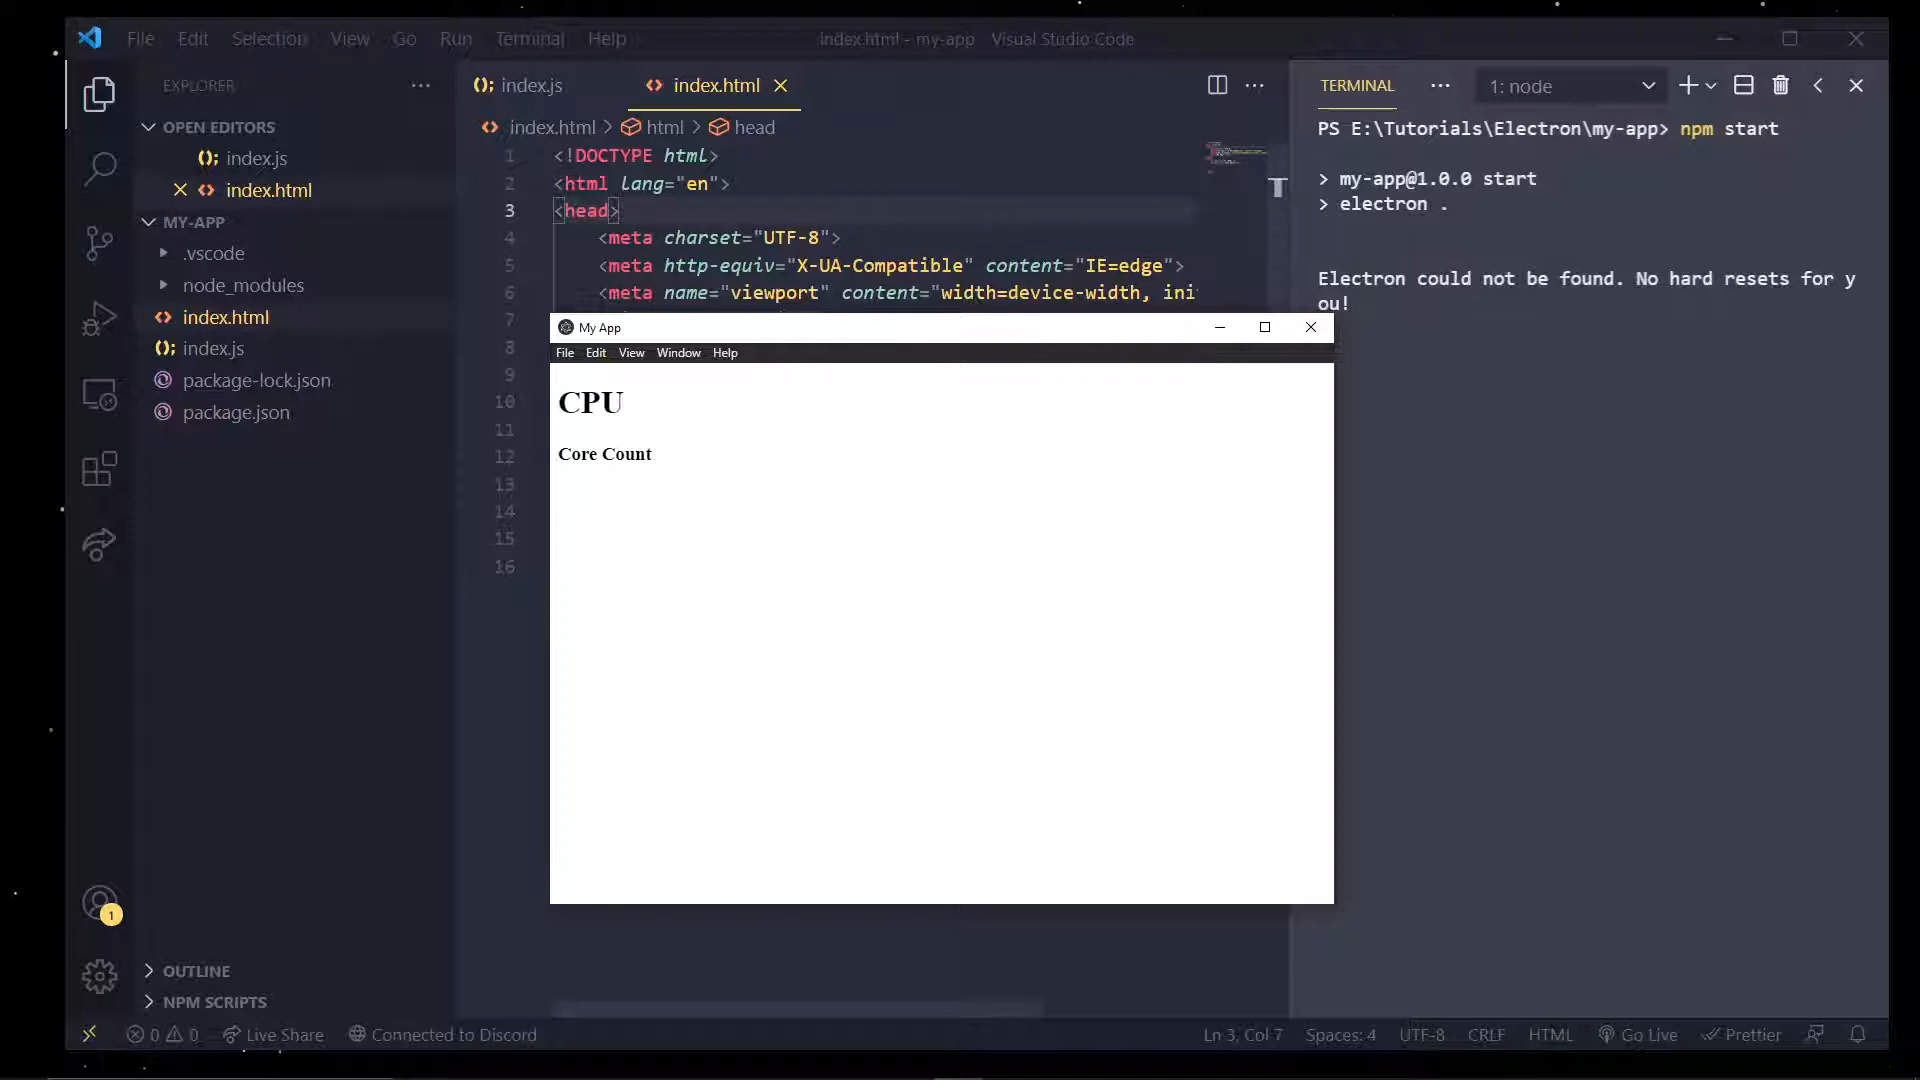 File Edit Selection View Go Run Terminal Help index.html - my-app Visual Studio Code
EXPLORER
OPEN EDITORS
index.js
index.html
MY-APP
.vscode
node_modules
index.html
index.js
package-lock.json
package.json
OUTLINE
NPM SCRIPTS
1
index.js index.html
index.html > html > head
1 <!DOCTYPE html>
2 <html lang="en">
3 <head>
4 <meta charset="UTF-8">
5 <meta http-equiv="X-UA-Compatible" content="IE=edge">
6 <meta name="viewport" content="width=device-width, ini
7
8
9
10
11
12
13
14
15
16
My App
File Edit View Window Help
CPU
Core Count
TERMINAL 1: node
PS E:\Tutorials\Electron\my-app> npm start
> my-app@1.0.0 start
> electron .
Electron could not be found. No hard resets for y
ou!
0 0 Live Share Connected to Discord Ln 3, Col 7 Spaces: 4 UTF-8 CRLF HTML Go Live Prettier